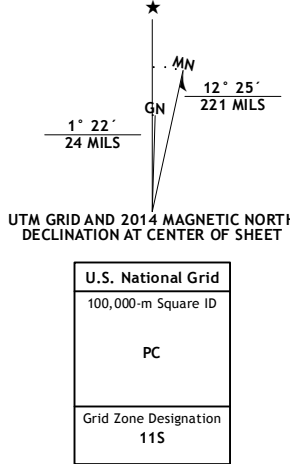 ★
MN
12° 25´
221 MILS
GN
1° 22´
24 MILS
UTM GRID AND 2014 MAGNETIC NORTH
DECLINATION AT CENTER OF SHEET
U.S. National Grid
100,000-m Square ID
PC
Grid Zone Designation
11S